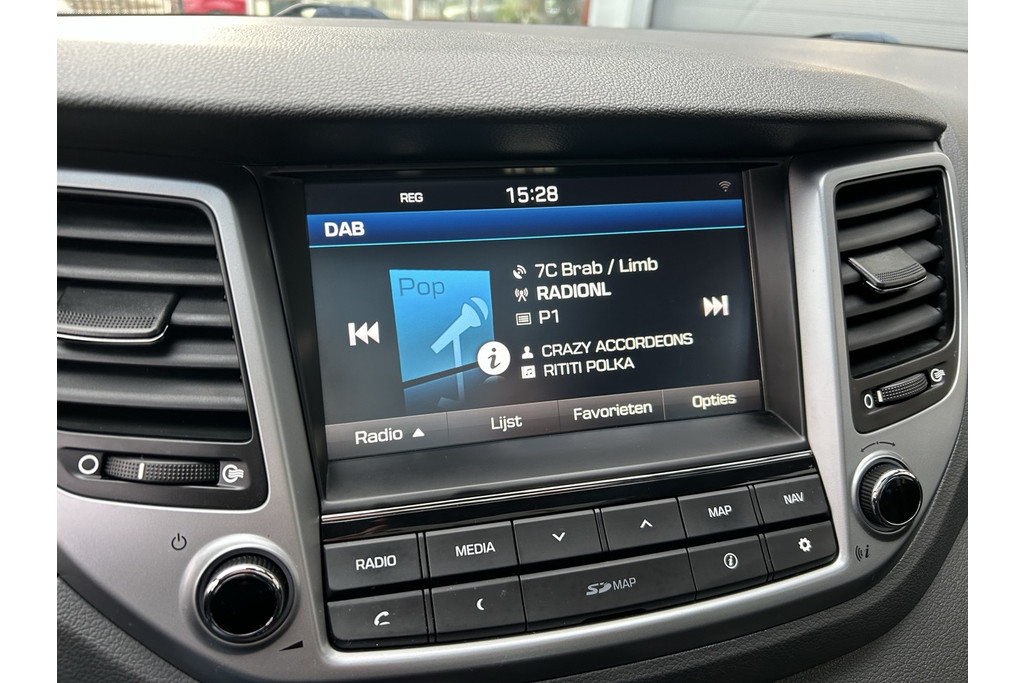 REG 15:28
DAB
Pop
7C Brab / Limb
RADIONL
P1
CRAZY ACCORDEONS
RITITI POLKA
Radio Lijst Favorieten Opties
RADIO MEDIA MAP NAV
SD MAP